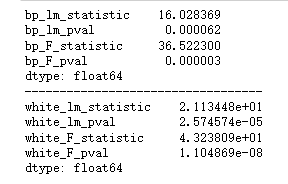 bp_lm_statistic 16.028369
bp_lm_pval 0.000062
bp_F_statistic 36.522300
bp_F_pval 0.000003
dtype: float64
------------------------------------
white_lm_statistic 2.113448e+01
white_lm_pval 2.574574e-05
white_F_statistic 4.323809e+01
white_F_pval 1.104869e-08
dtype: float64